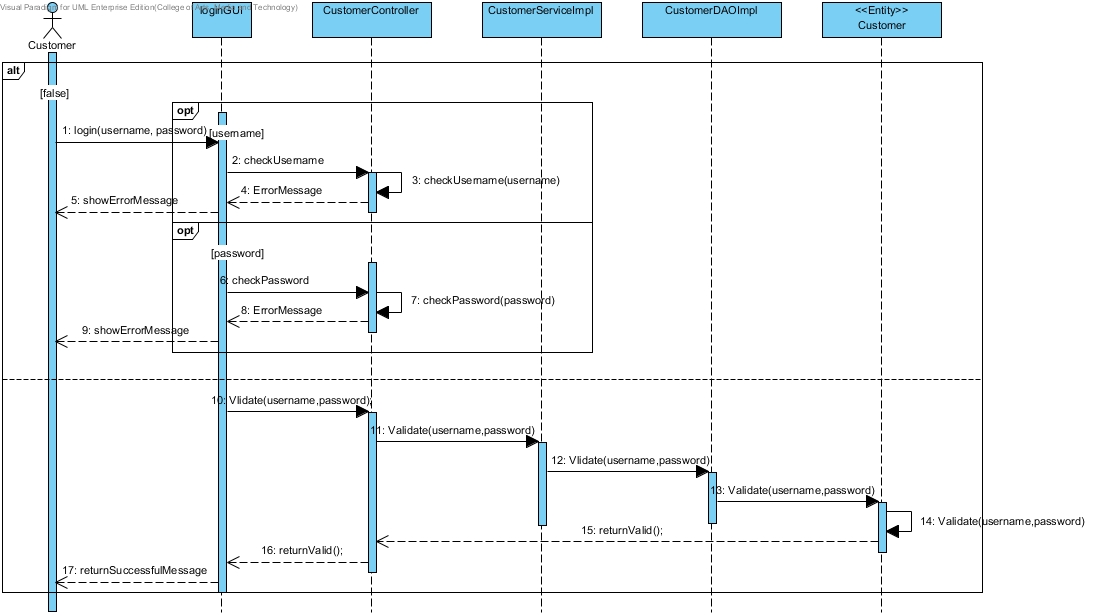 Visual Paradigm for UML Enterprise Edition(College of Arts, Media and Technology)
Customer
loginGUI
CustomerController
CustomerServiceImpl
CustomerDAOImpl
<<Entity>>
Customer
alt
[false]
opt
1: login(username, password)
[username]
2: checkUsername
3: checkUsername(username)
4: ErrorMessage
5: showErrorMessage
opt
[password]
6: checkPassword
7: checkPassword(password)
8: ErrorMessage
9: showErrorMessage
10: Vlidate(username,password);
11: Validate(username,password)
12: Vlidate(username,password)
13: Validate(username,password)
14: Validate(username,password)
15: returnValid();
16: returnValid();
17: returnSuccessfulMessage